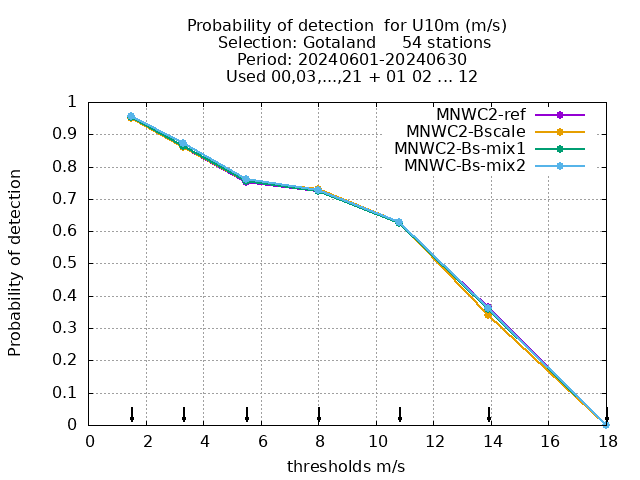 Probability of detection  for U10m (m/s)
Selection: Gotaland     54 stations
Period: 20240601-20240630
Used 00,03,...,21 + 01 02 ... 12
MNWC2-ref
MNWC2-Bscale
MNWC2-Bs-mix1
MNWC-Bs-mix2
Probability of detection
1
0.9
0.8
0.7
0.6
0.5
0.4
0.3
0.2
0.1
0
0 2 4 6 8 10 12 14 16 18
thresholds m/s